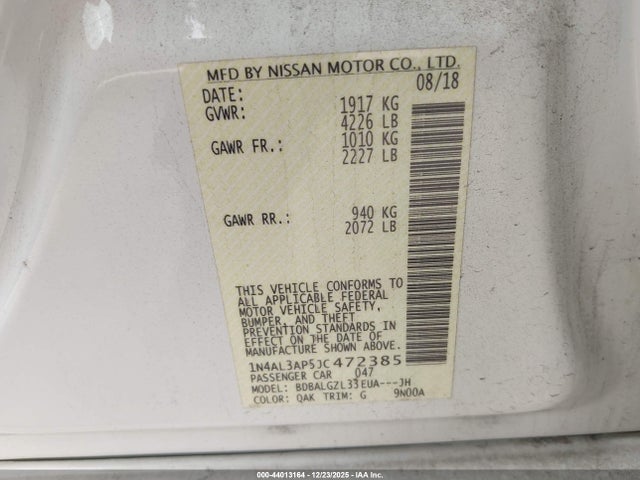 MFD BY NISSAN MOTOR CO., LTD.
DATE: 08/18
GVWR: 1917 KG
4226 LB
GAWR FR.: 1010 KG
2227 LB
GAWR RR.: 940 KG
2072 LB
THIS VEHICLE CONFORMS TO
ALL APPLICABLE FEDERAL
MOTOR VEHICLE SAFETY,
BUMPER, AND THEFT
PREVENTION STANDARDS IN
EFFECT ON THE DATE OF
MANUFACTURE SHOWN ABOVE.
1N4AL3AP5JC472385
PASSENGER CAR 047
MODEL: BDBALGZL33EUA---JH
COLOR: QAK TRIM: G 9N00A
000-44013164 - 12/23/2025 - IAA Inc.